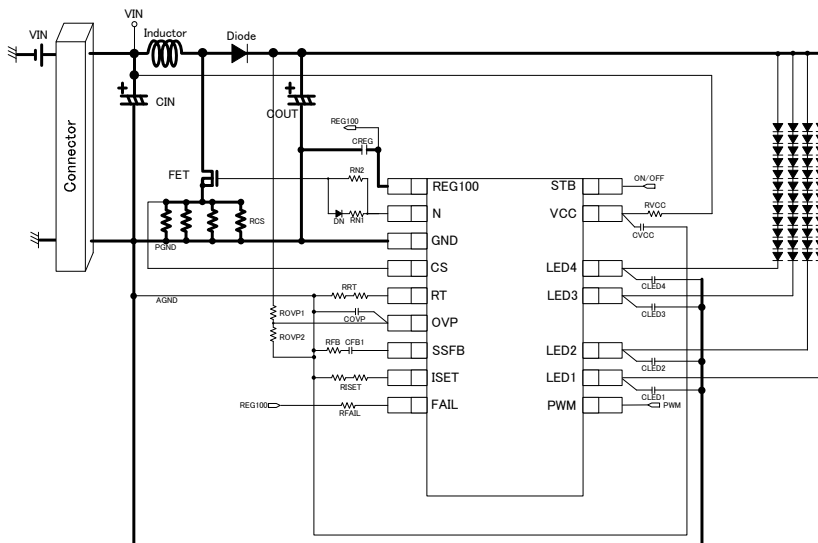 VIN
VIN
Inductor
Diode
CIN
COUT
Connector
REG100
CREG
FET
RN2
DN
RN1
RCS
PGND
AGND
RRT
ROVP1
COVP
ROVP2
RFB
CFB1
RISET
REG100
RFAIL
REG100
N
GND
CS
RT
OVP
SSFB
ISET
FAIL
STB
VCC
LED4
LED3
LED2
LED1
PWM
ON/OFF
RVCC
CVCC
CLED4
CLED3
CLED2
CLED1
PWM